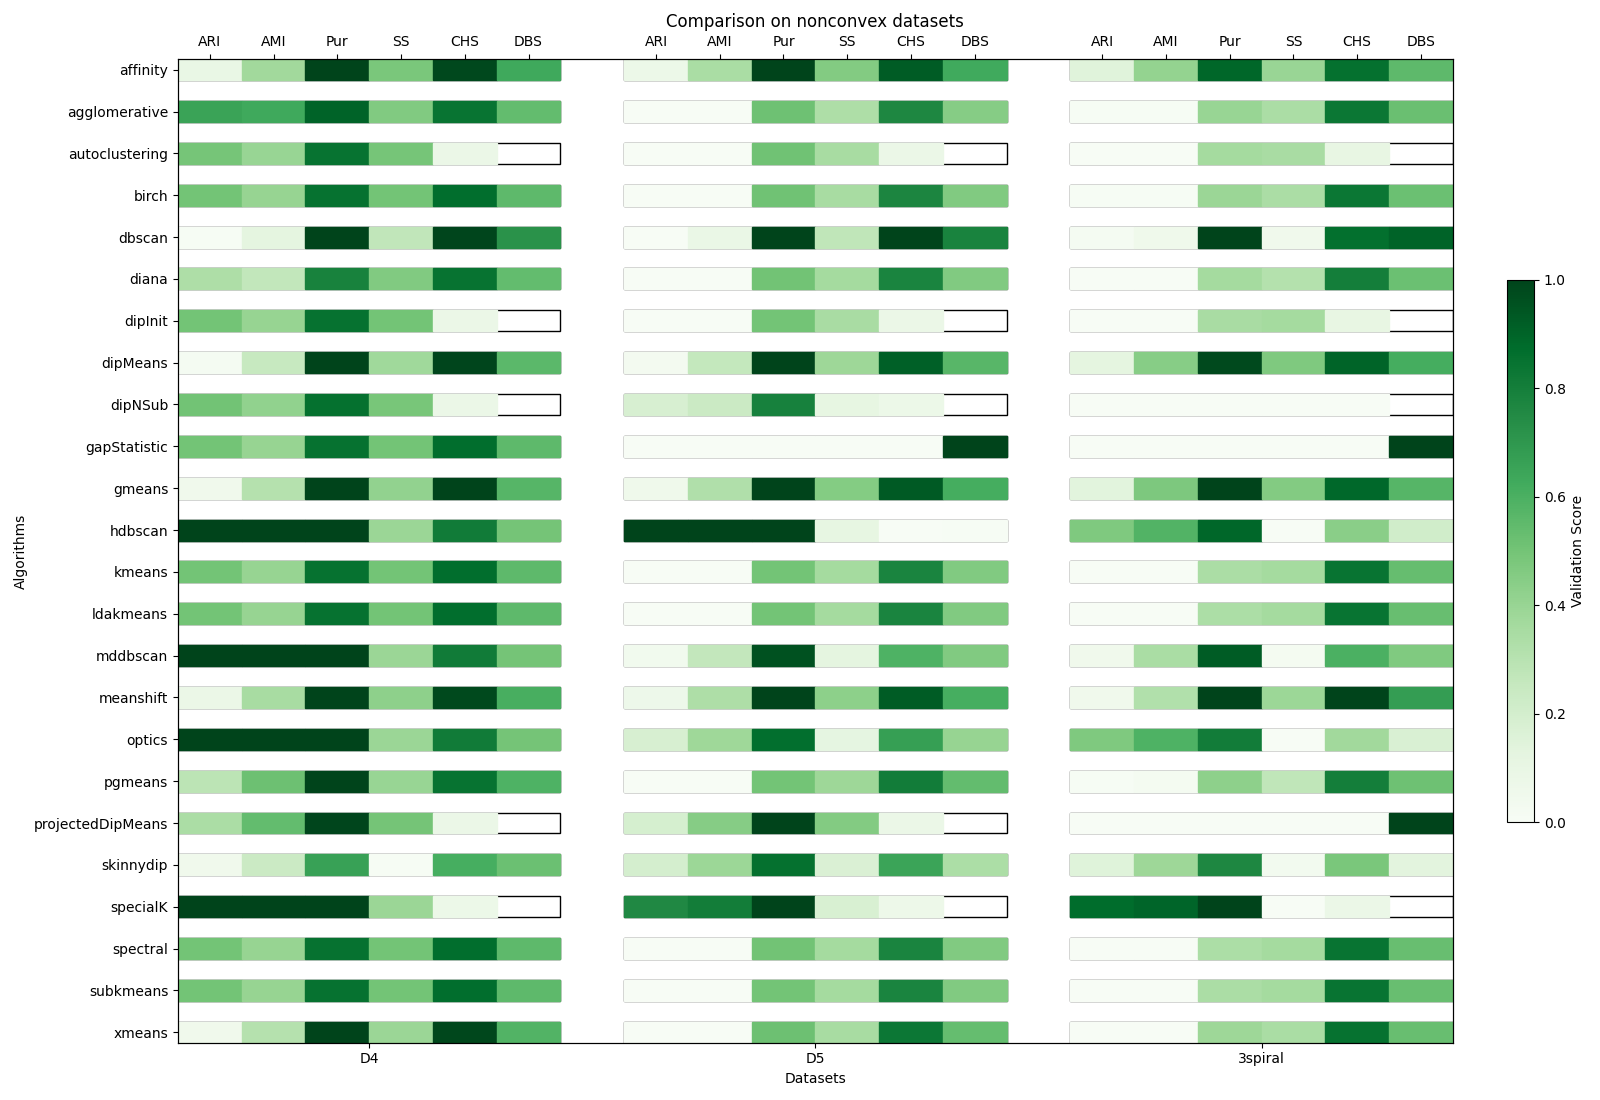 Comparison on nonconvex datasets
ARI AMI Pur SS CHS DBS ARI AMI Pur SS CHS DBS ARI AMI Pur SS CHS DBS
affinity
agglomerative
autoclustering
birch
dbscan
diana
dipInit
dipMeans
dipNSub
gapStatistic
gmeans
hdbscan
kmeans
ldakmeans
mddbscan
meanshift
optics
pgmeans
projectedDipMeans
skinnydip
specialK
spectral
subkmeans
xmeans
Algorithms
D4 D5 3spiral
Datasets
1.0
0.8
0.6
0.4
0.2
0.0
Validation Score